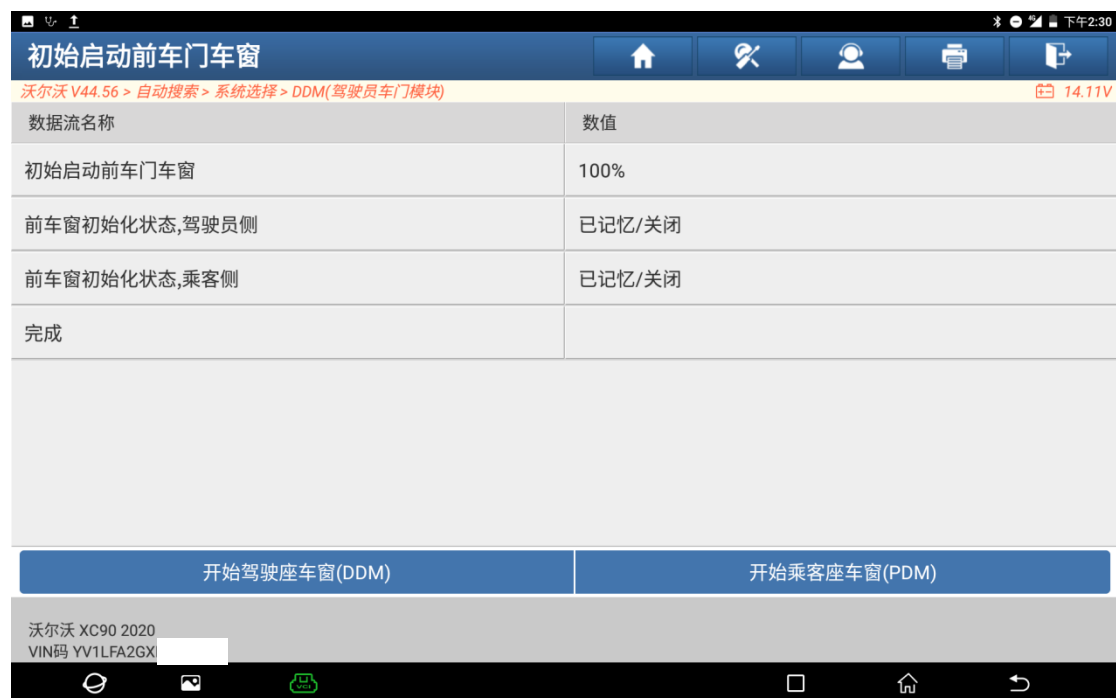 下午2:30
初始启动前车门车窗
沃尔沃 V44.56 > 自动搜索 > 系统选择 > DDM(驾驶员车门模块)
14.11V
数据流名称 数值
初始启动前车门车窗 100%
前车窗初始化状态,驾驶员侧 已记忆/关闭
前车窗初始化状态,乘客侧 已记忆/关闭
完成
开始驾驶座车窗(DDM) 开始乘客座车窗(PDM)
沃尔沃 XC90 2020
VIN码 YV1LFA2GX
VCI